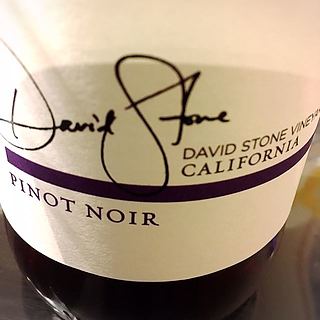 David Stone
DAVID STONE VINEYA
CALIFORNIA
PINOT NOIR